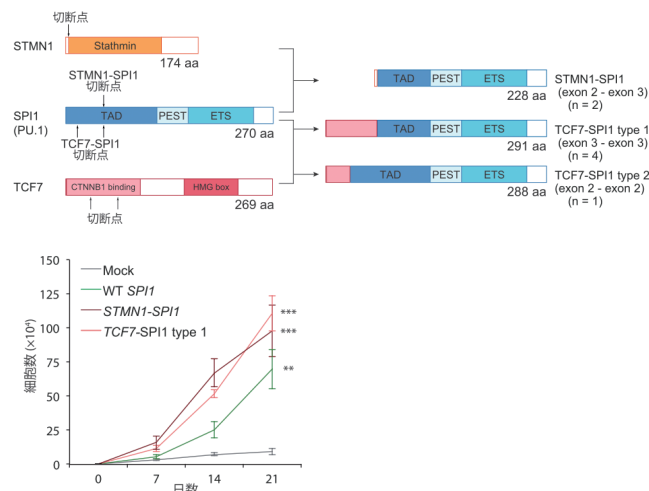 切断点
STMN1
Stathmin
174 aa
STMN1-SPI1
切断点
SPI1
(PU.1)
TAD
PEST
ETS
270 aa
TCF7-SPI1
切断点
TCF7
CTNNB1 binding
HMG box
269 aa
切断点
TAD
PEST
ETS
228 aa
STMN1-SPI1
(exon 2 - exon 3)
(n = 2)
TAD
PEST
ETS
291 aa
TCF7-SPI1 type 1
(exon 3 - exon 3)
(n = 4)
TAD
PEST
ETS
288 aa
TCF7-SPI1 type 2
(exon 2 - exon 2)
(n = 1)
150
125
100
75
50
25
0
細胞数 (×10⁴)
Mock
WT SPI1
STMN1-SPI1
TCF7-SPI1 type 1
***
***
**
0
7
14
21
日数